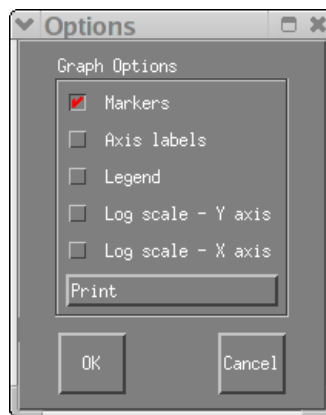 Options
Graph Options
Markers
Axis labels
Legend
Log scale - Y axis
Log scale - X axis
Print
OK
Cancel